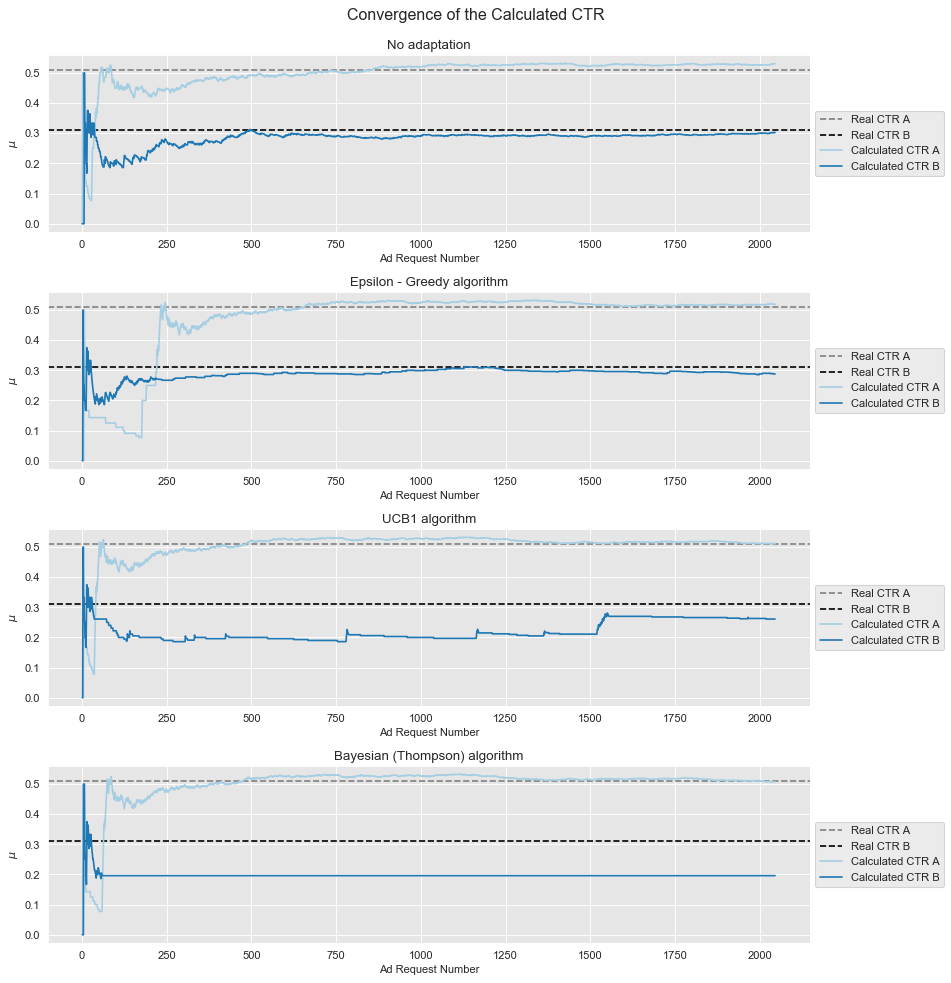 Convergence of the Calculated CTR
No adaptation
0.5
0.4
0.3
0.2
0.1
0.0
μ
0 250 500 750 1000 1250 1500 1750 2000
Ad Request Number
Real CTR A
Real CTR B
Calculated CTR A
Calculated CTR B
Epsilon - Greedy algorithm
0.5
0.4
0.3
0.2
0.1
0.0
μ
0 250 500 750 1000 1250 1500 1750 2000
Ad Request Number
Real CTR A
Real CTR B
Calculated CTR A
Calculated CTR B
UCB1 algorithm
0.5
0.4
0.3
0.2
0.1
0.0
μ
0 250 500 750 1000 1250 1500 1750 2000
Ad Request Number
Real CTR A
Real CTR B
Calculated CTR A
Calculated CTR B
Bayesian (Thompson) algorithm
0.5
0.4
0.3
0.2
0.1
0.0
μ
0 250 500 750 1000 1250 1500 1750 2000
Ad Request Number
Real CTR A
Real CTR B
Calculated CTR A
Calculated CTR B